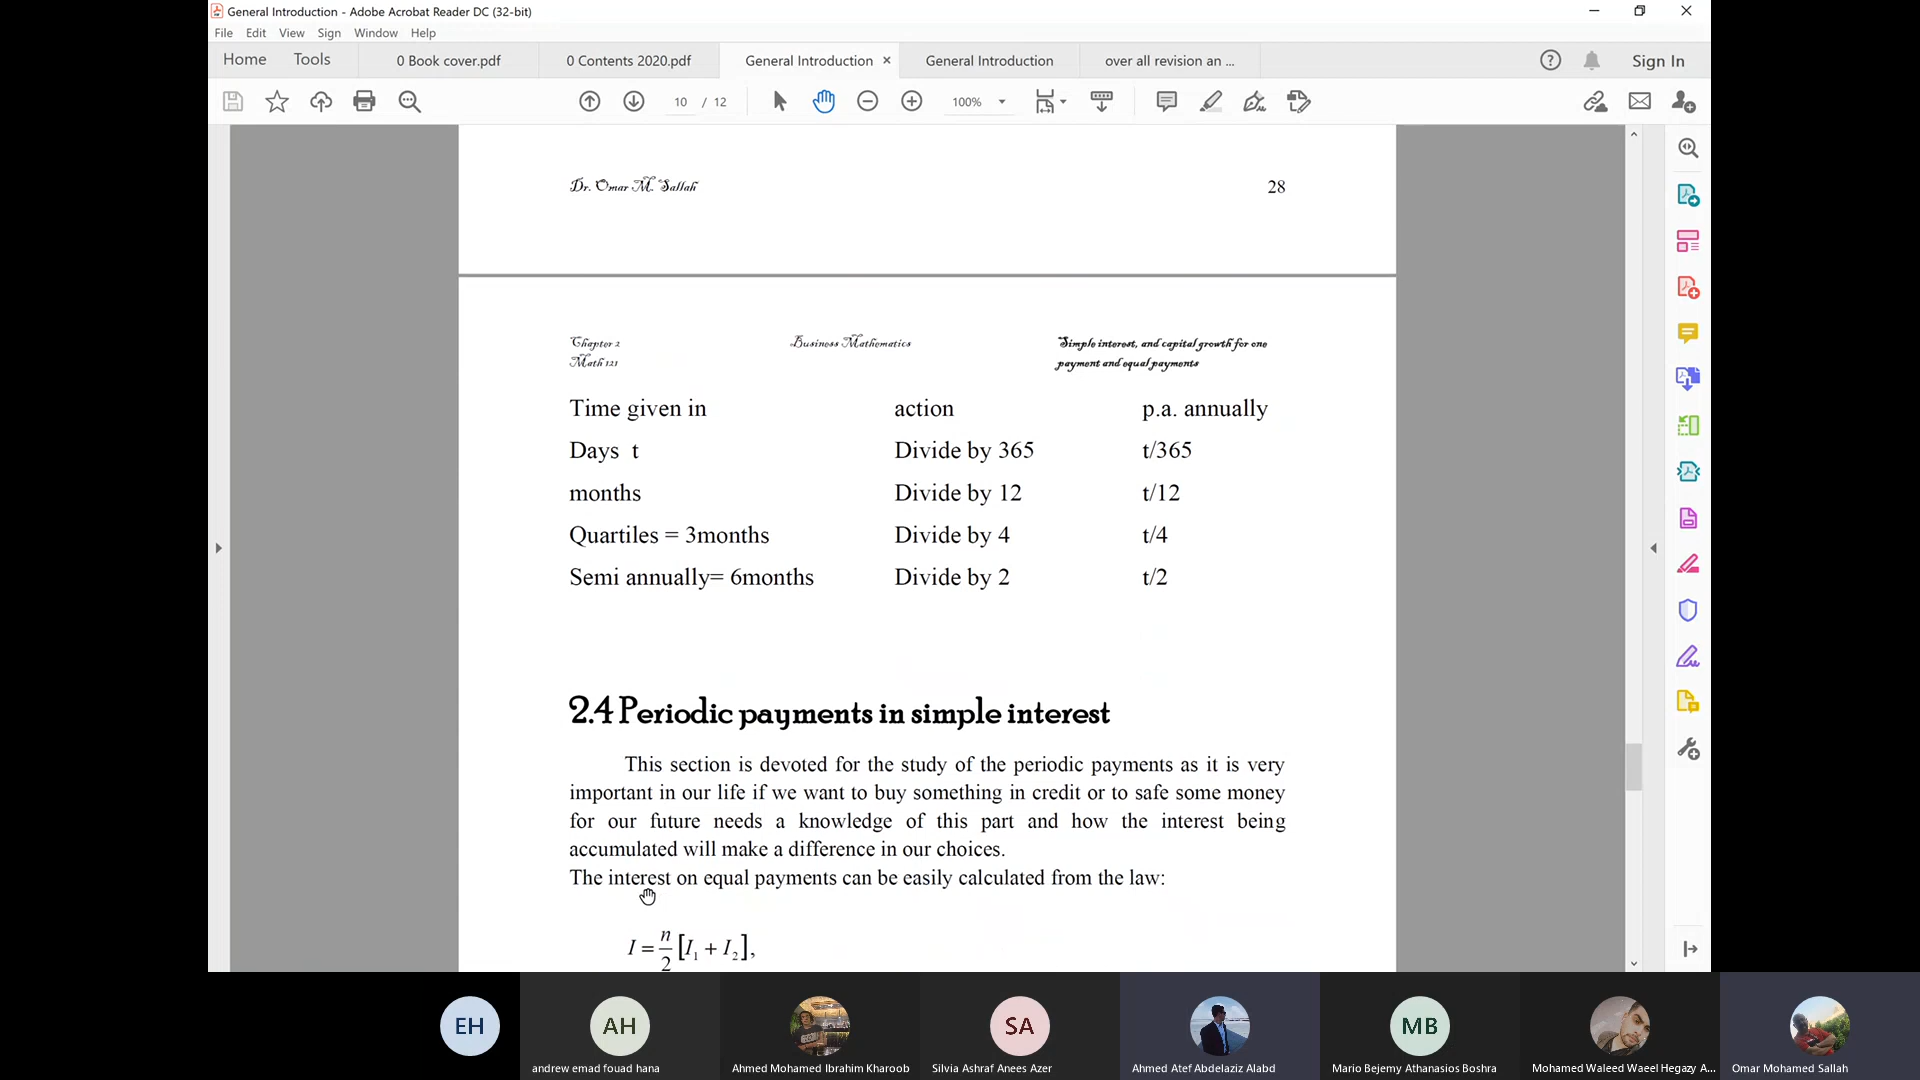 General Introduction - Adobe Acrobat Reader DC (32-bit)
File Edit View Sign Window Help
Home Tools 0 Book cover.pdf 0 Contents 2020.pdf General Introduction × General Introduction over all revision an ... Sign In
10 / 12 100%
Dr. Omar M. Sallah 28
Chapter 2 Business Mathematics Simple interest, and capital growth for one
Math 121 payment and equal payments
Time given in action p.a. annually
Days t Divide by 365 t/365
months Divide by 12 t/12
Quartiles = 3months Divide by 4 t/4
Semi annually= 6months Divide by 2 t/2
2.4 Periodic payments in simple interest
This section is devoted for the study of the periodic payments as it is very
important in our life if we want to buy something in credit or to safe some money
for our future needs a knowledge of this part and how the interest being
accumulated will make a difference in our choices.
The interest on equal payments can be easily calculated from the law:
I = n/2 [I₁ + I₂],
EH AH SA MB
andrew emad fouad hana Ahmed Mohamed Ibrahim Kharoob Silvia Ashraf Anees Azer Ahmed Atef Abdelaziz Alabd Mario Bejemy Athanasios Boshra Mohamed Waleed Waeel Hegazy A... Omar Mohamed Sallah